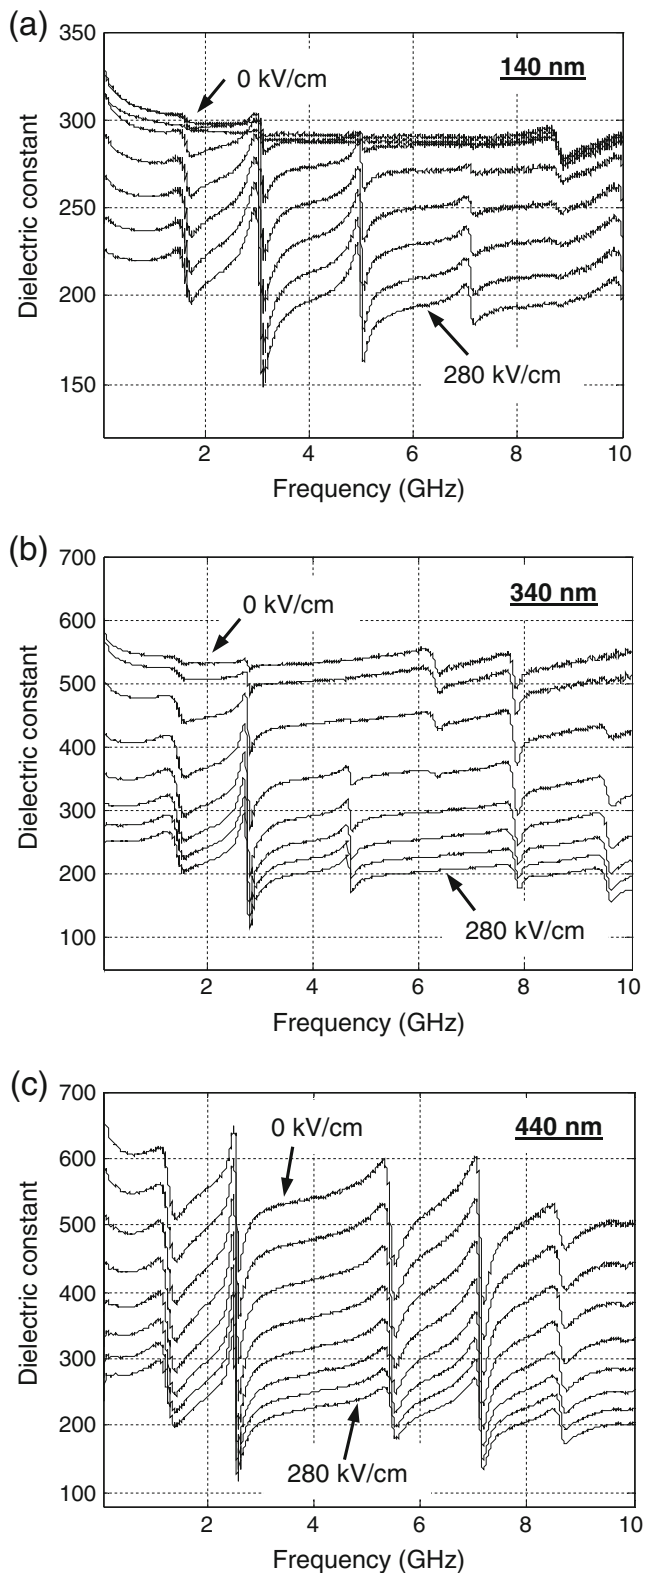 (a)
350
300
250
200
150
Dielectric constant
0 kV/cm
140 nm
280 kV/cm
2 4 6 8 10
Frequency (GHz)
(b)
700
600
500
400
300
200
100
Dielectric constant
0 kV/cm
340 nm
280 kV/cm
2 4 6 8 10
Frequency (GHz)
(c)
700
600
500
400
300
200
100
Dielectric constant
0 kV/cm
440 nm
280 kV/cm
2 4 6 8 10
Frequency (GHz)